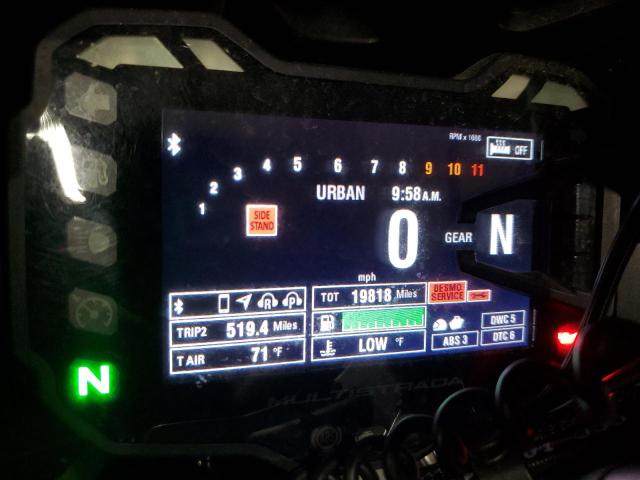 RPM x 1000
OFF
1 2 3 4 5 6 7 8 9 10 11
URBAN 9:58 A.M.
SIDE STAND
0
GEAR N
mph
R P
TOT 19818 Miles
DESMO SERVICE
TRIP2 519.4 Miles
DWC 5
T AIR 71 °F
LOW °F
ABS 3
DTC 6
N
MULTISTRADA